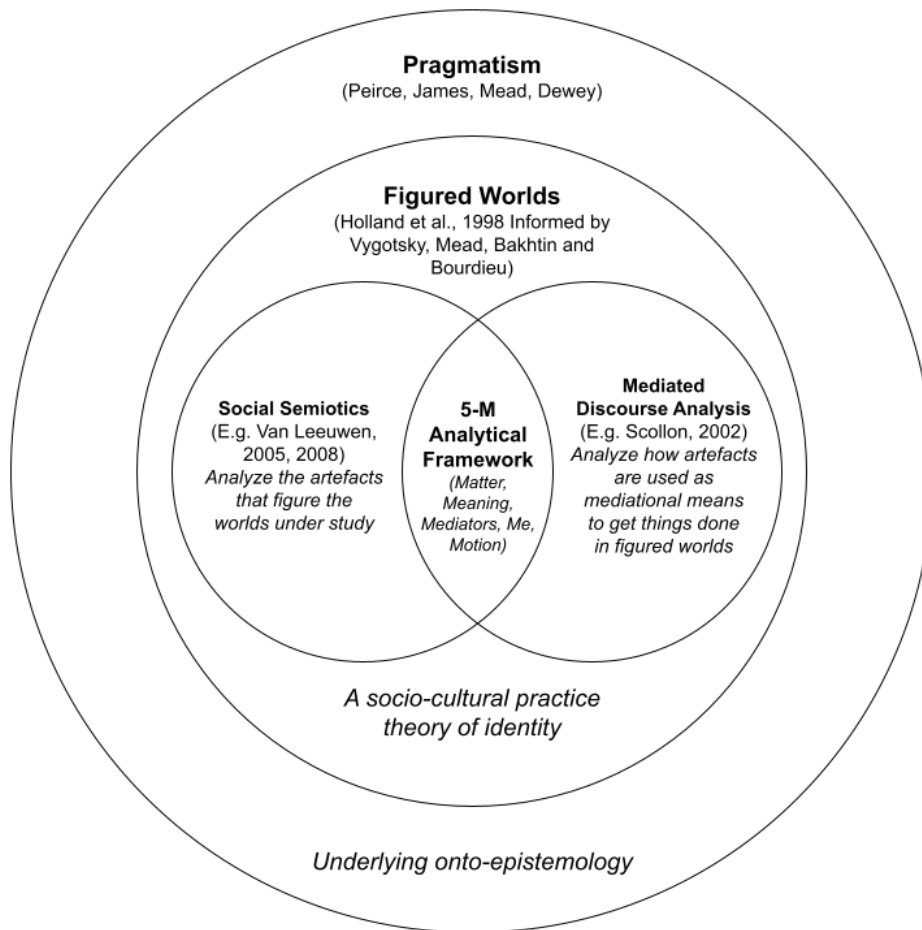 Pragmatism
(Peirce, James, Mead, Dewey)
Figured Worlds
(Holland et al., 1998 Informed by
Vygotsky, Mead, Bakhtin and
Bourdieu)
Social Semiotics
(E.g. Van Leeuwen,
2005, 2008)
Analyze the artefacts
that figure the
worlds under study
5-M
Analytical
Framework
(Matter,
Meaning,
Mediators, Me,
Motion)
Mediated
Discourse Analysis
(E.g. Scollon, 2002)
Analyze how artefacts
are used as
mediational means
to get things done
in figured worlds
A socio-cultural practice
theory of identity
Underlying onto-epistemology